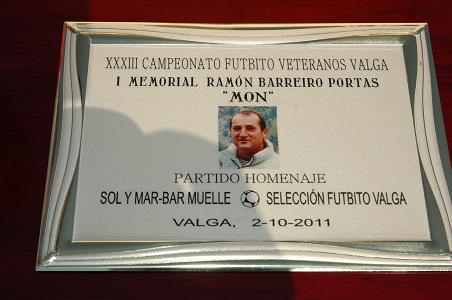 XXXIII CAMPEONATO FUTBITO VETERANOS VALGA
I MEMORIAL RAMÓN BARREIRO PORTAS
"MON"
PARTIDO HOMENAJE
SOL Y MAR-BAR MUELLE SELECCIÓN FUTBITO VALGA
VALGA, 2-10-2011